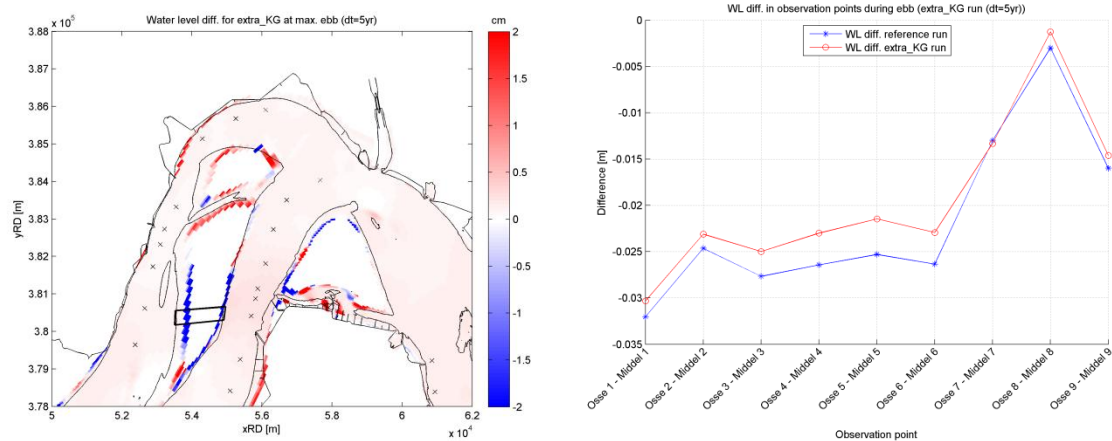 Water level diff. for extra_KG at max. ebb (dt=5yr)
x 10^5
cm
3.88
3.87
3.86
3.85
3.84
3.83
3.82
3.81
3.8
3.79
3.78
yRD [m]
5
5.2
5.4
5.6
5.8
6
6.2
x 10^4
xRD [m]
2
1.5
1
0.5
0
-0.5
-1
-1.5
-2
WL diff. in observation points during ebb (extra_KG run (dt=5yr))
WL diff. reference run
WL diff. extra_KG run
0
-0.005
-0.01
-0.015
-0.02
-0.025
-0.03
-0.035
Difference [m]
Osse 1 - Middel 1
Osse 2 - Middel 2
Osse 3 - Middel 3
Osse 4 - Middel 4
Osse 5 - Middel 5
Osse 6 - Middel 6
Osse 7 - Middel 7
Osse 8 - Middel 8
Osse 9 - Middel 9
Observation point